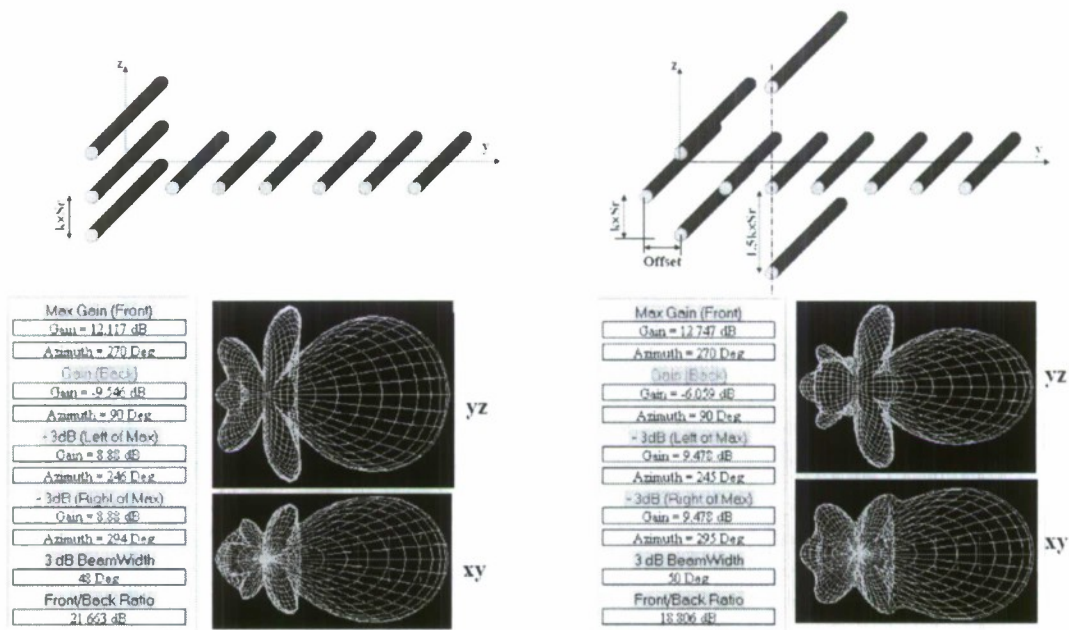 z
y
kxSr
Max Gain (Front)
Gain = 12.117 dB
Azimuth = 270 Deg
Gain (Back)
Gain = -9.546 dB
Azimuth = 90 Deg
- 3dB (Left of Max)
Gain = 8.88 dB
Azimuth = 246 Deg
- 3dB (Right of Max)
Gain = 8.88 dB
Azimuth = 294 Deg
3 dB BeamWidth
48 Deg
Front/Back Ratio
21.663 dB
yz
xy
z
y
kxSr
Offset
1.5kxSr
Max Gain (Front)
Gain = 12.747 dB
Azimuth = 270 Deg
Gain (Back)
Gain = -6.059 dB
Azimuth = 90 Deg
- 3dB (Left of Max)
Gain = 9.478 dB
Azimuth = 245 Deg
- 3dB (Right of Max)
Gain = 9.478 dB
Azimuth = 295 Deg
3 dB BeamWidth
50 Deg
Front/Back Ratio
18.806 dB
yz
xy